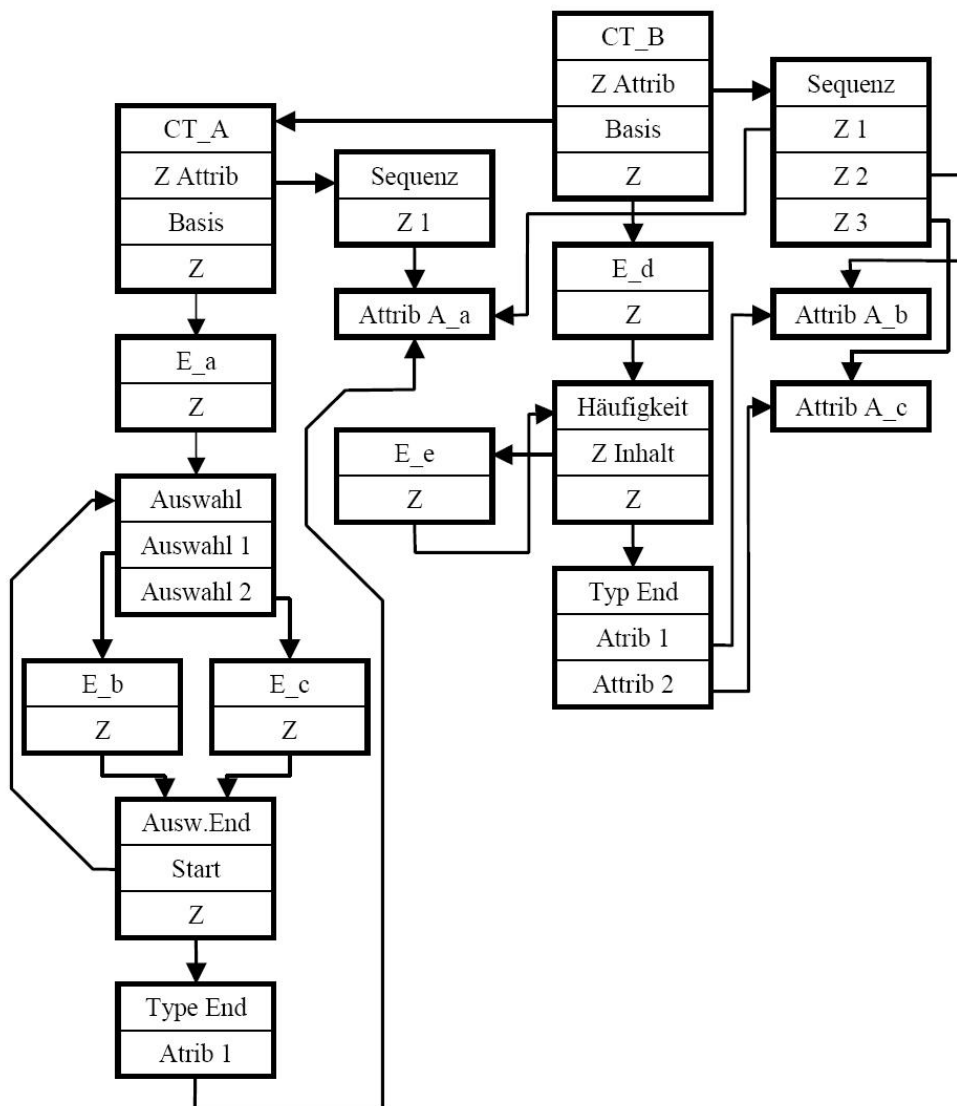 CT_B
Z Attrib
Basis
Z
Sequenz
Z 1
Z 2
Z 3
CT_A
Z Attrib
Basis
Z
Sequenz
Z 1
E_d
Z
Attrib A_a
Attrib A_b
E_a
Z
Häufigkeit
Z Inhalt
Z
Attrib A_c
E_e
Z
Auswahl
Auswahl 1
Auswahl 2
Typ End
Atrib 1
Attrib 2
E_b
Z
E_c
Z
Ausw.End
Start
Z
Type End
Atrib 1